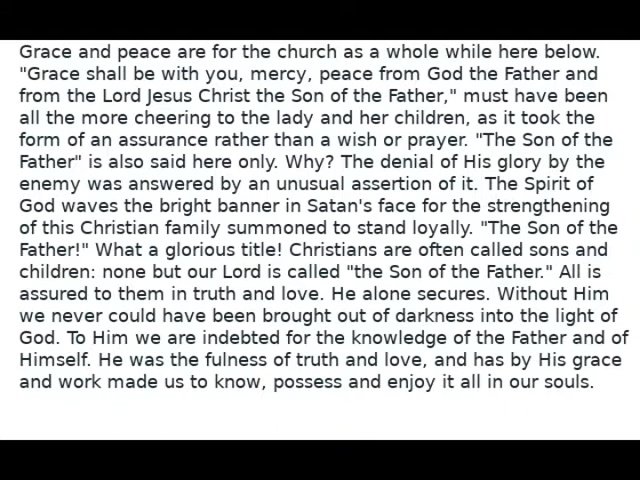 Grace and peace are for the church as a whole while here below.
"Grace shall be with you, mercy, peace from God the Father and
from the Lord Jesus Christ the Son of the Father," must have been
all the more cheering to the lady and her children, as it took the
form of an assurance rather than a wish or prayer. "The Son of the
Father" is also said here only. Why? The denial of His glory by the
enemy was answered by an unusual assertion of it. The Spirit of
God waves the bright banner in Satan's face for the strengthening
of this Christian family summoned to stand loyally. "The Son of the
Father!" What a glorious title! Christians are often called sons and
children: none but our Lord is called "the Son of the Father." All is
assured to them in truth and love. He alone secures. Without Him
we never could have been brought out of darkness into the light of
God. To Him we are indebted for the knowledge of the Father and of
Himself. He was the fulness of truth and love, and has by His grace
and work made us to know, possess and enjoy it all in our souls.